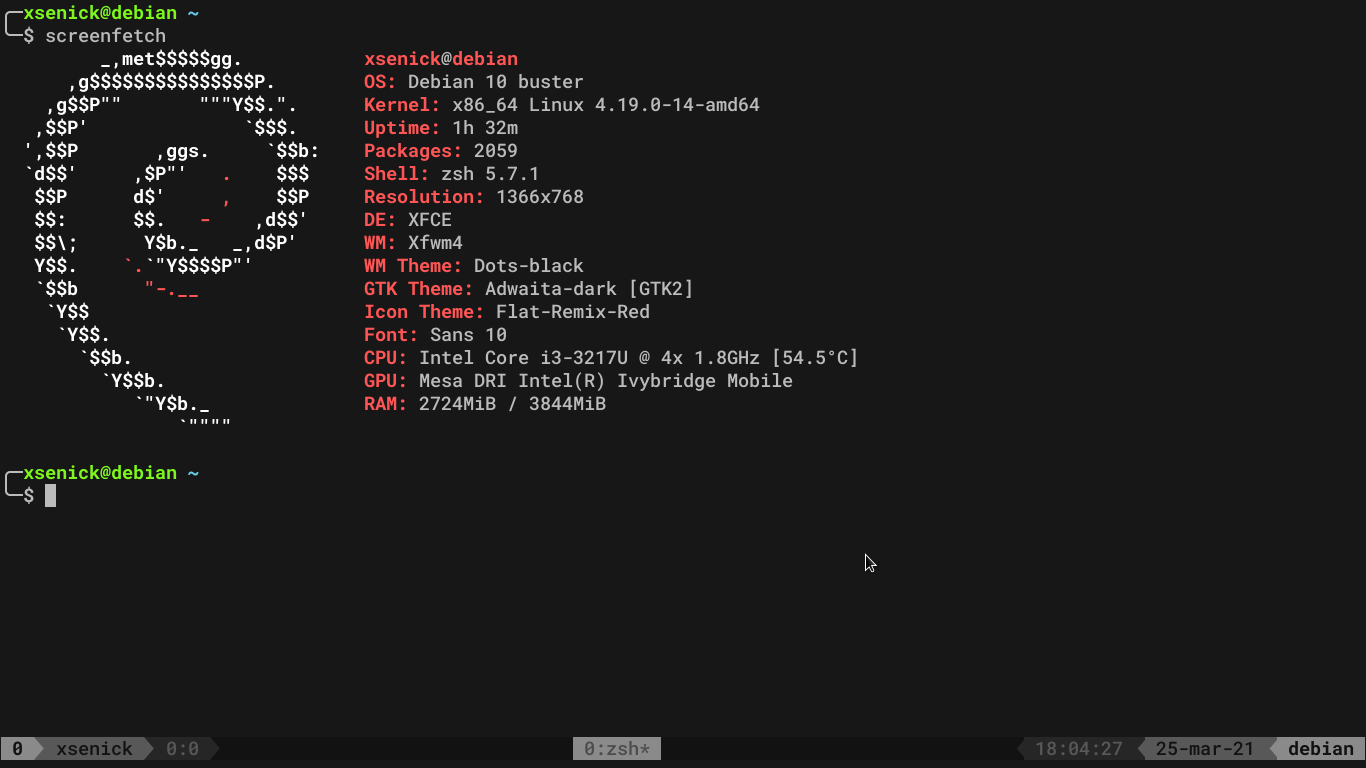 xsenick@debian ~
$ screenfetch
         _,met$$$$$gg.           xsenick@debian
      ,g$$$$$$$$$$$$$$$P.        OS: Debian 10 buster
    ,g$$P""       """Y$$.".      Kernel: x86_64 Linux 4.19.0-14-amd64
   ,$$P'              `$$$.      Uptime: 1h 32m
  ',$$P       ,ggs.     `$$b:    Packages: 2059
  `d$$'     ,$P"'   .    $$$     Shell: zsh 5.7.1
   $$P      d$'     ,    $$P     Resolution: 1366x768
   $$:      $$.   -    ,d$$'     DE: XFCE
   $$\;      Y$b._   _,d$P'      WM: Xfwm4
   Y$$.    `.`"Y$$$$P"'          WM Theme: Dots-black
   `$$b      "-.__               GTK Theme: Adwaita-dark [GTK2]
    `Y$$                         Icon Theme: Flat-Remix-Red
     `Y$$.                       Font: Sans 10
       `$$b.                     CPU: Intel Core i3-3217U @ 4x 1.8GHz [54.5°C]
         `Y$$b.                  GPU: Mesa DRI Intel(R) Ivybridge Mobile
            `"Y$b._              RAM: 2724MiB / 3844MiB
                `""""
xsenick@debian ~
$
0 xsenick 0:0 0:zsh* 18:04:27 25-mar-21 debian